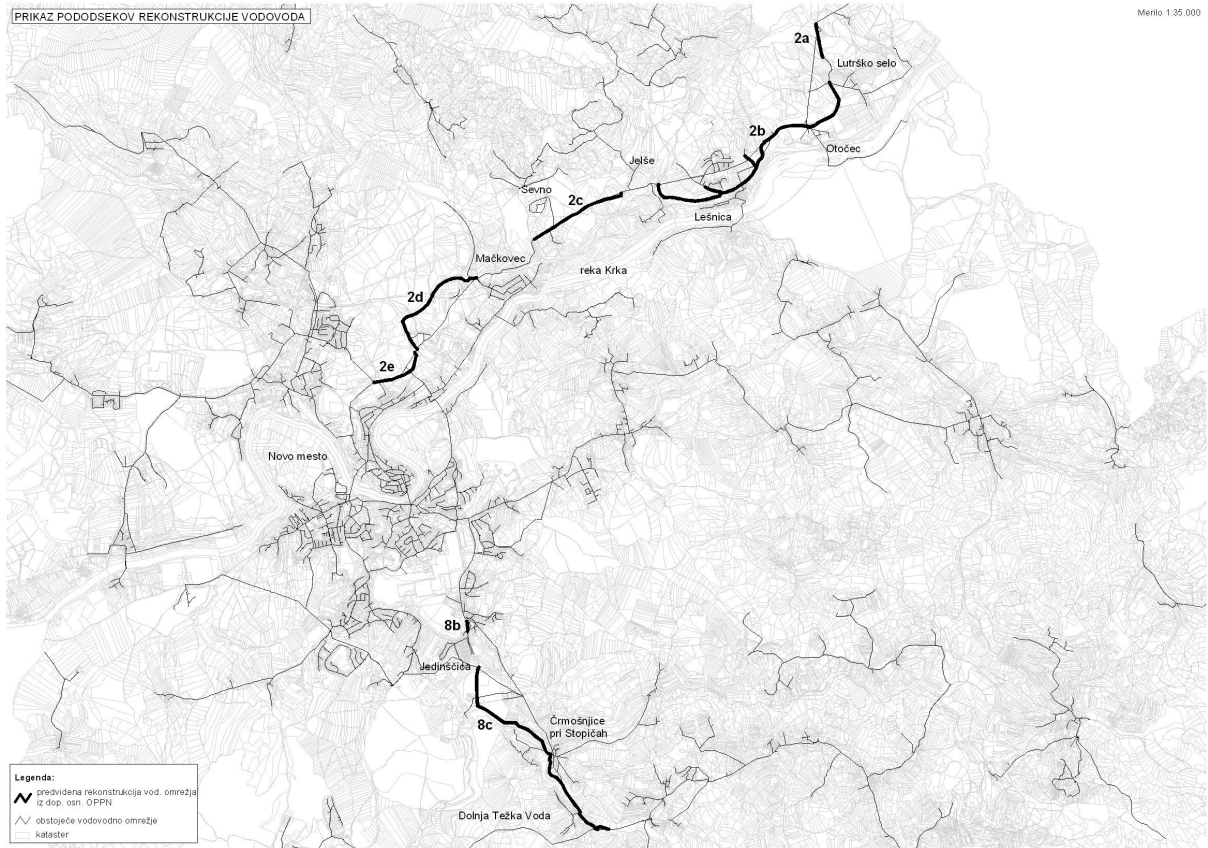 PRIKAZ PODODSEKOV REKONSTRUKCIJE VODOVODA
Merilo 1:35.000
2a
Lutrško selo
2b
Otočec
Jelše
Sevno
2c
Lešnica
Mačkovec
reka Krka
2d
2e
Novo mesto
8b
Jedinščica
8c
Črmošnjice
pri Stopičah
Dolnja Težka Voda
Legenda:
predvidena rekonstrukcija vod. omrežja
iz dop. osn. OPPN
obstoječe vodovodno omrežje
kataster